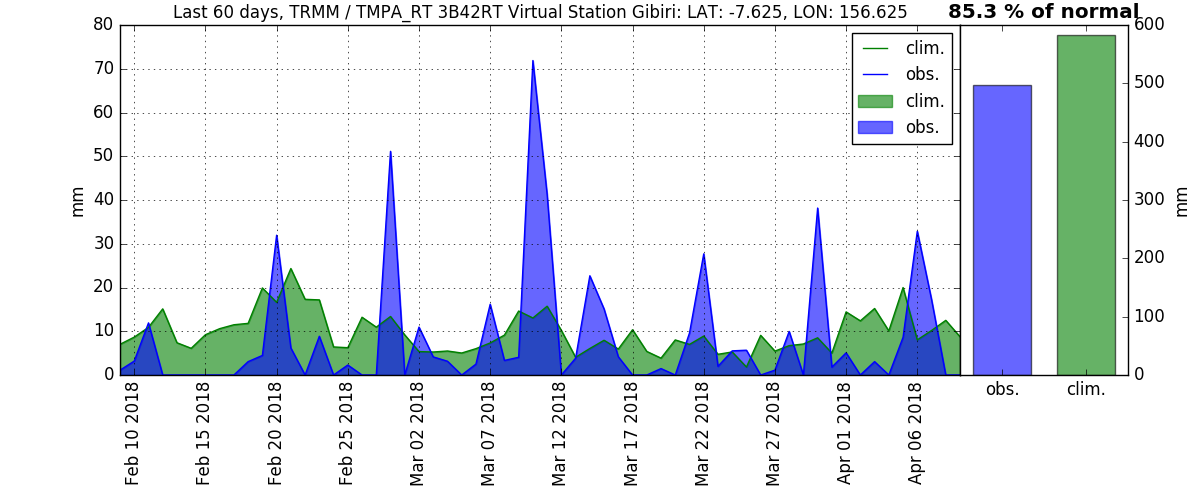 Last 60 days, TRMM / TMPA_RT 3B42RT Virtual Station Gibiri: LAT: -7.625, LON: 156.625
85.3 % of normal
80
70
60
50
40
30
20
10
0
mm
clim.
obs.
clim.
obs.
600
500
400
300
200
100
0
mm
Feb 10 2018
Feb 15 2018
Feb 20 2018
Feb 25 2018
Mar 02 2018
Mar 07 2018
Mar 12 2018
Mar 17 2018
Mar 22 2018
Mar 27 2018
Apr 01 2018
Apr 06 2018
obs.
clim.